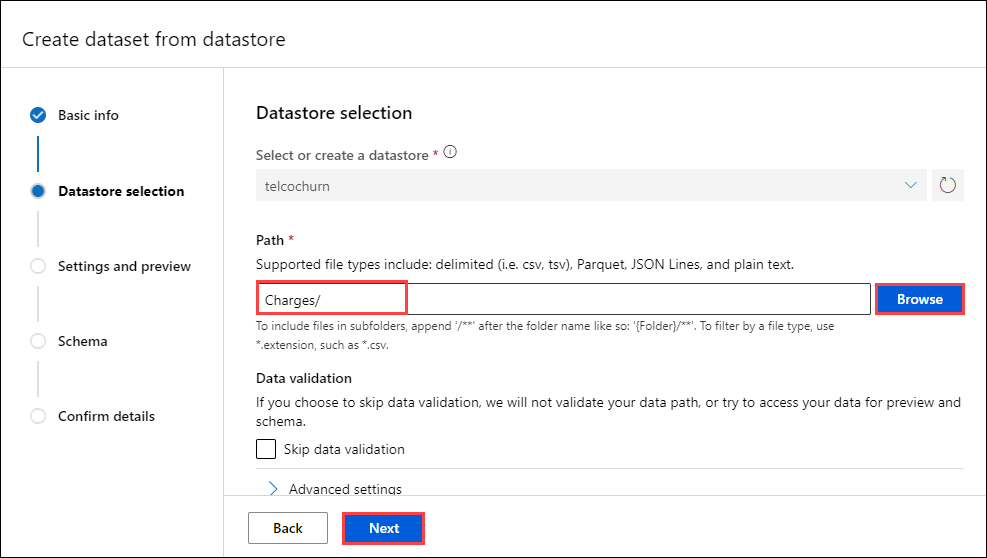 Create dataset from datastore
Basic info
Datastore selection
Settings and preview
Schema
Confirm details
Datastore selection
Select or create a datastore *
telcochurn
Path *
Supported file types include: delimited (i.e. csv, tsv), Parquet, JSON Lines, and plain text.
Charges/
Browse
To include files in subfolders, append '/**' after the folder name like so: '{Folder}/**'. To filter by a file type, use
*.extension, such as *.csv.
Data validation
If you choose to skip data validation, we will not validate your data path, or try to access your data for preview and
schema.
Skip data validation
Advanced settings
Back
Next